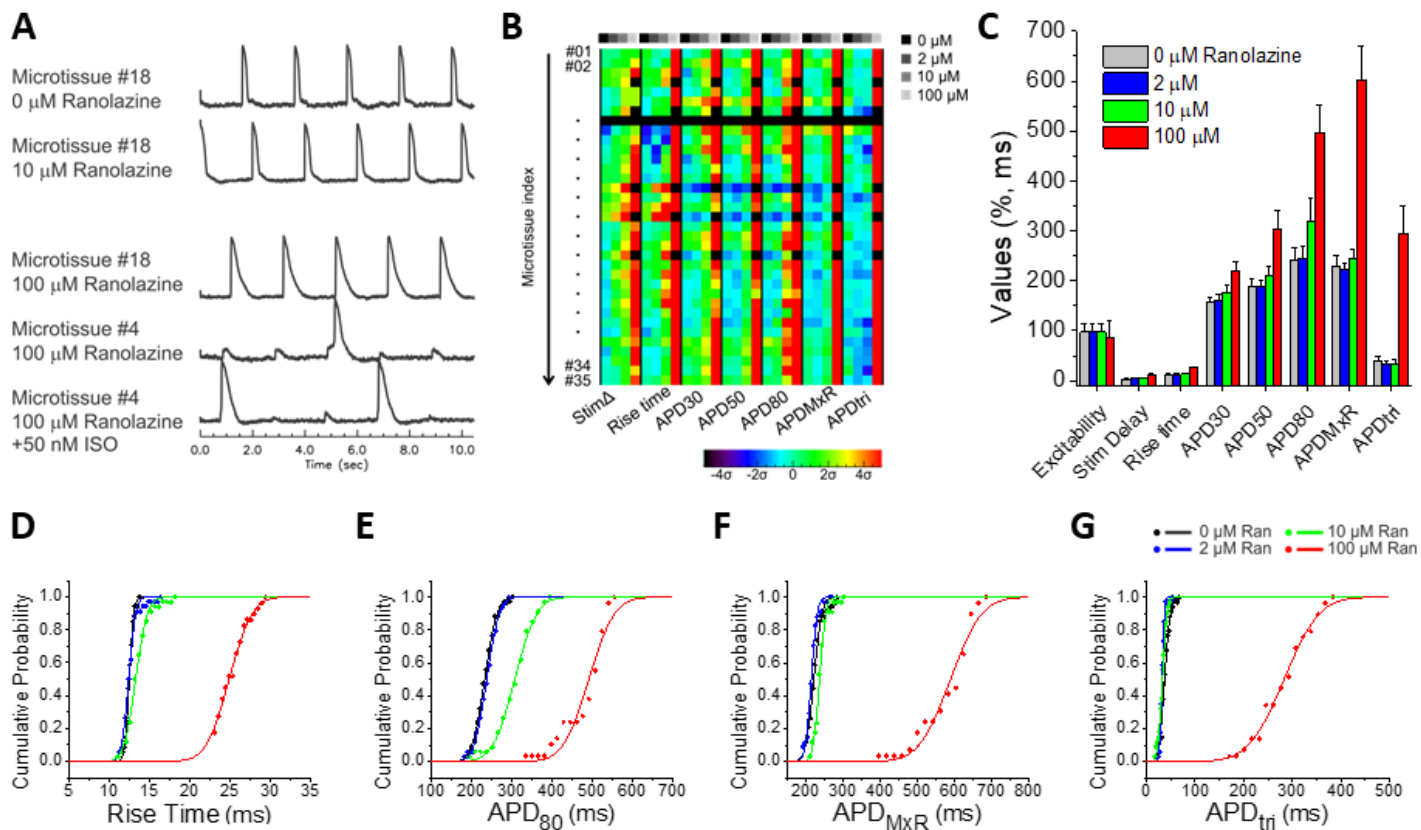 A
Microtissue #18
0 µM Ranolazine
Microtissue #18
10 µM Ranolazine
Microtissue #18
100 µM Ranolazine
Microtissue #4
100 µM Ranolazine
Microtissue #4
100 µM Ranolazine
+50 nM ISO
0.0 2.0 4.0 6.0 8.0 10.0
Time (sec)
B
0 µM
2 µM
10 µM
100 µM
#01
#02
Microtissue index
#34
#35
StimΔ Rise time APD30 APD50 APD80 APDMxR APDtri
-4σ -2σ 0 2σ 4σ
C
Values (%, ms)
700
600
500
400
300
200
100
0
0 µM Ranolazine
2 µM
10 µM
100 µM
Excitability Stim Delay Rise time APD30 APD50 APD80 APDMxR APDtri
D
Cumulative Probability
1.0
0.8
0.6
0.4
0.2
0.0
5 10 15 20 25 30 35
Rise Time (ms)
E
Cumulative Probability
1.0
0.8
0.6
0.4
0.2
0.0
100 200 300 400 500 600 700
APD80 (ms)
F
Cumulative Probability
1.0
0.8
0.6
0.4
0.2
0.0
200 300 400 500 600 700 800
APDMxR (ms)
G
0 µM Ran 10 µM Ran
2 µM Ran 100 µM Ran
Cumulative Probability
1.0
0.8
0.6
0.4
0.2
0.0
0 100 200 300 400 500
APDtri (ms)